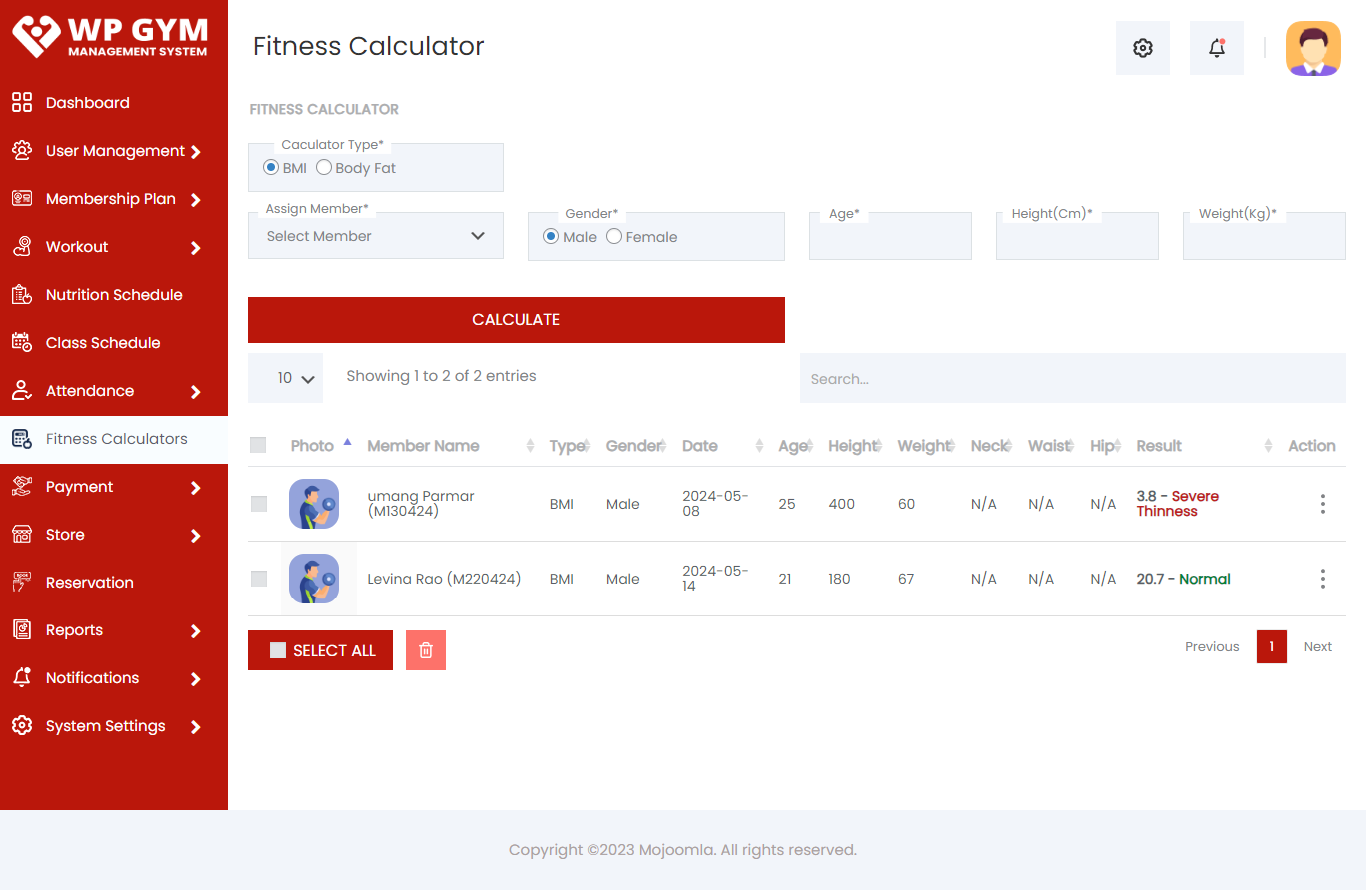 WP GYM
MANAGEMENT SYSTEM
Dashboard
User Management
Membership Plan
Workout
Nutrition Schedule
Class Schedule
Attendance
Fitness Calculators
Payment
Store
Reservation
Reports
Notifications
System Settings
Fitness Calculator
FITNESS CALCULATOR
Caculator Type*
BMI Body Fat
Assign Member* Gender* Age* Height(Cm)* Weight(Kg)*
Select Member Male Female
CALCULATE
10 Showing 1 to 2 of 2 entries Search...
Photo Member Name Type Gender Date Age Height Weight Neck Waist Hip Result Action
umang Parmar (M130424) BMI Male 2024-05-08 25 400 60 N/A N/A N/A 3.8 - Severe Thinness
Levina Rao (M220424) BMI Male 2024-05-14 21 180 67 N/A N/A N/A 20.7 - Normal
SELECT ALL Previous 1 Next
Copyright ©2023 Mojoomla. All rights reserved.